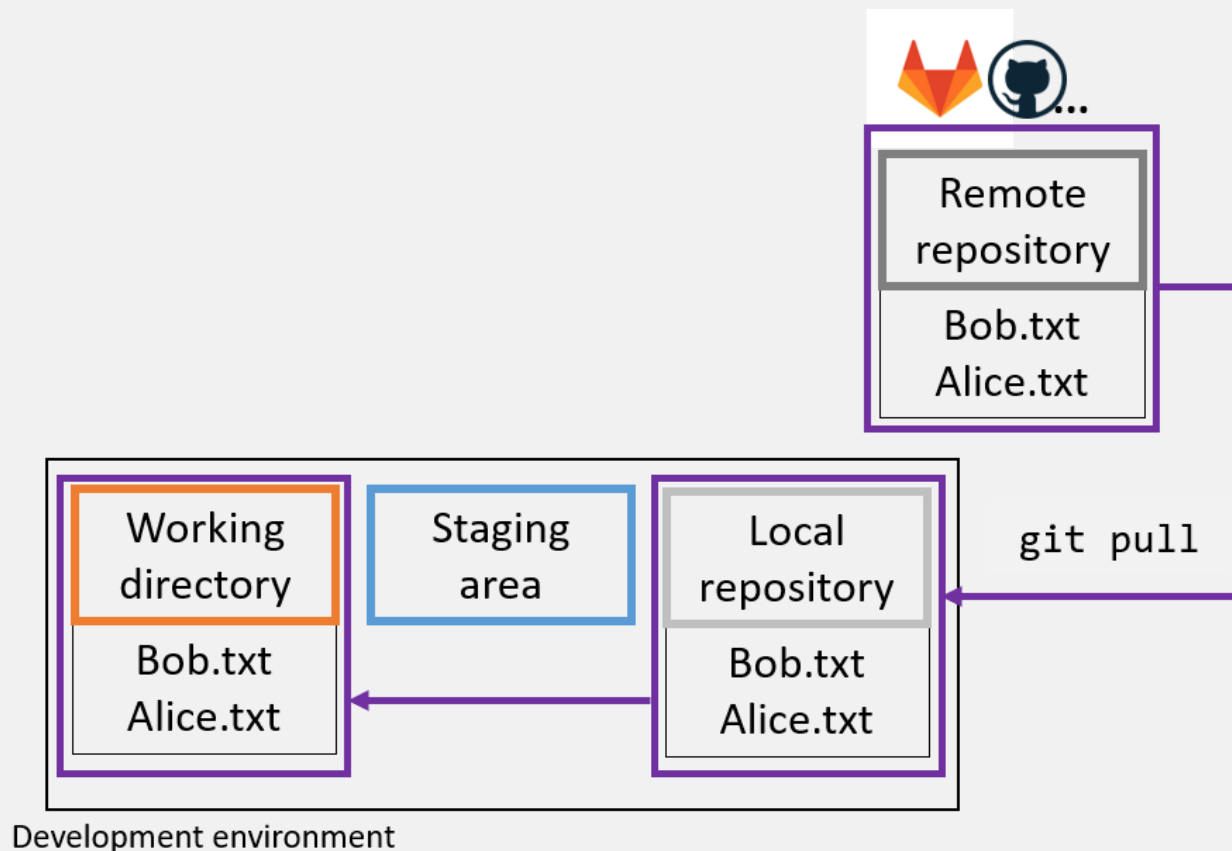 ...
Remote
repository
Bob.txt
Alice.txt
Working
directory
Bob.txt
Alice.txt
Staging
area
Local
repository
Bob.txt
Alice.txt
git pull
Development environment